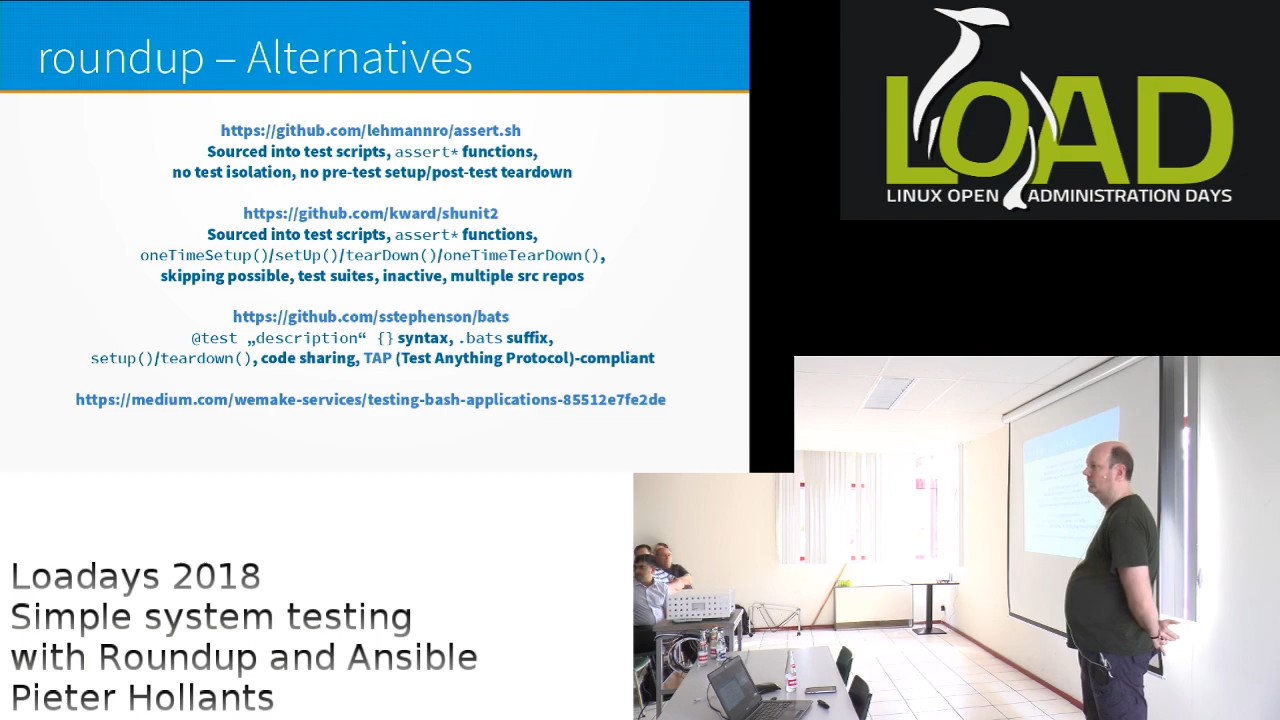 roundup – Alternatives
https://github.com/lehmannro/assert.sh
Sourced into test scripts, assert* functions,
no test isolation, no pre-test setup/post-test teardown
https://github.com/kward/shunit2
Sourced into test scripts, assert* functions,
oneTimeSetup()/setUp()/tearDown()/oneTimeTearDown(),
skipping possible, test suites, inactive, multiple src repos
https://github.com/sstephenson/bats
@test „description“ {} syntax, .bats suffix,
setup()/teardown(), code sharing, TAP (Test Anything Protocol)-compliant
https://medium.com/wemake-services/testing-bash-applications-85512e7fe2de
LOAD
LINUX OPEN ADMINISTRATION DAYS
Loadays 2018
Simple system testing
with Roundup and Ansible
Pieter Hollants